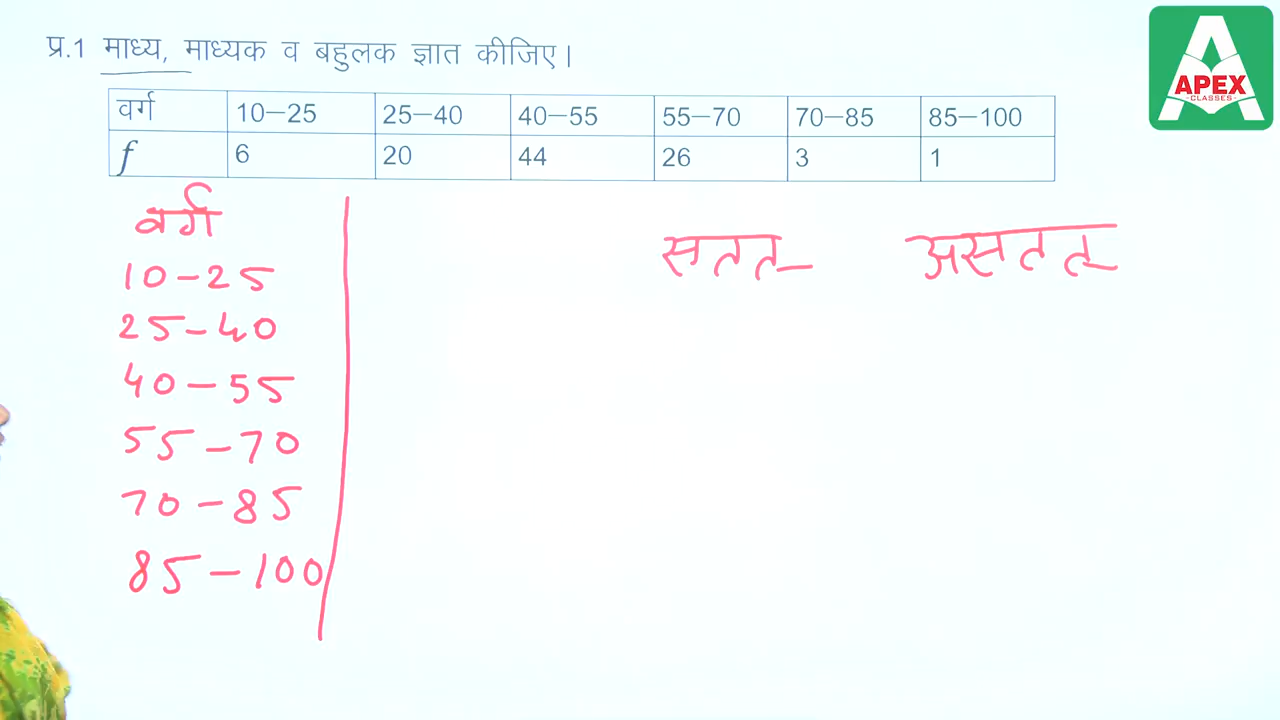 प्र.1 माध्य, माध्यक व बहुलक ज्ञात कीजिए।
वर्ग 10–25 25–40 40–55 55–70 70–85 85–100
f 6 20 44 26 3 1
APEX
CLASSES
वर्ग
10–25
25–40
40–55
55–70
70–85
85–100
सतत असतत